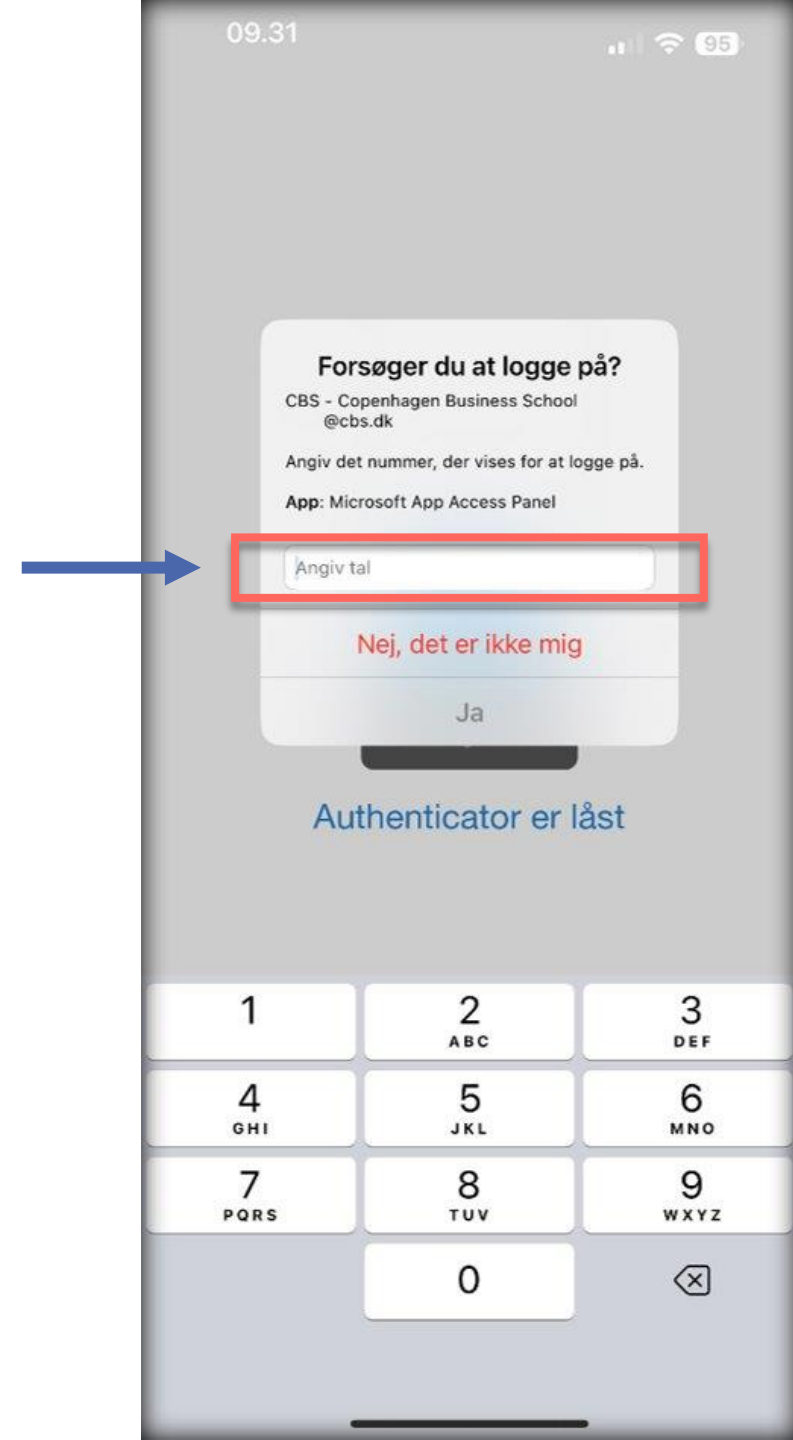 09.31
95
Forsøger du at logge på?
CBS - Copenhagen Business School
@cbs.dk
Angiv det nummer, der vises for at logge på.
App: Microsoft App Access Panel
Angiv tal
Nej, det er ikke mig
Ja
Authenticator er låst
1 2 3
ABC DEF
4 5 6
GHI JKL MNO
7 8 9
PQRS TUV WXYZ
0